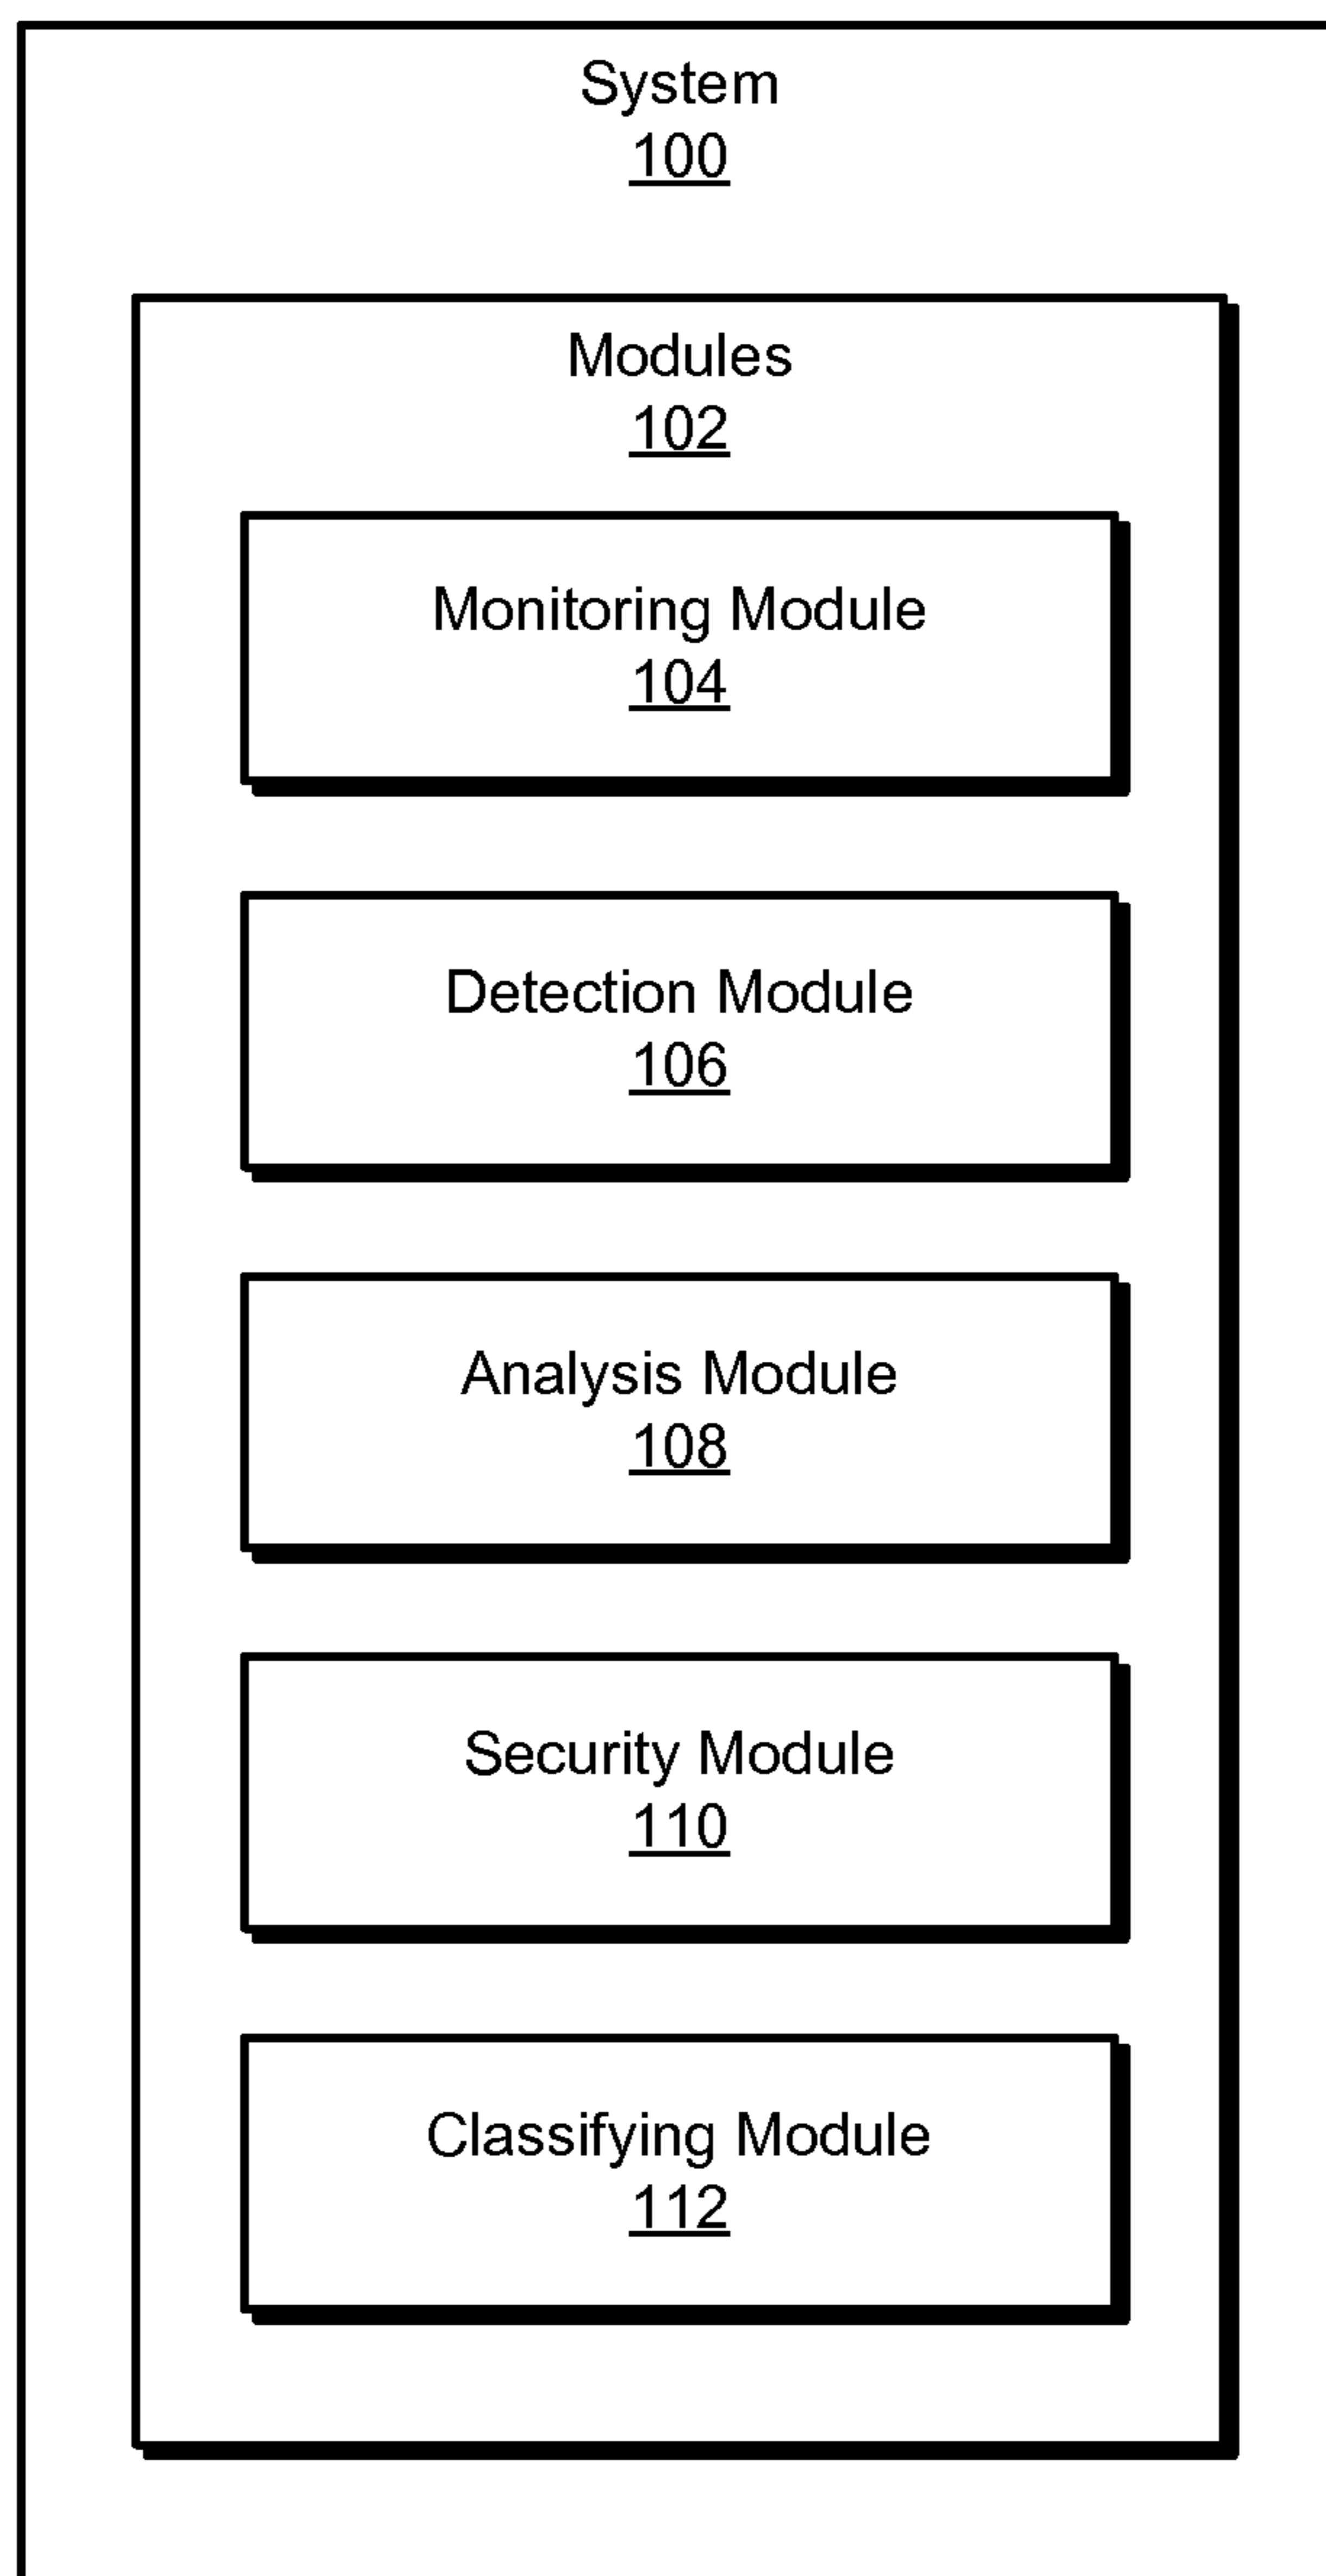 System
100
Modules
102
Monitoring Module
104
Detection Module
106
Analysis Module
108
Security Module
110
Classifying Module
112